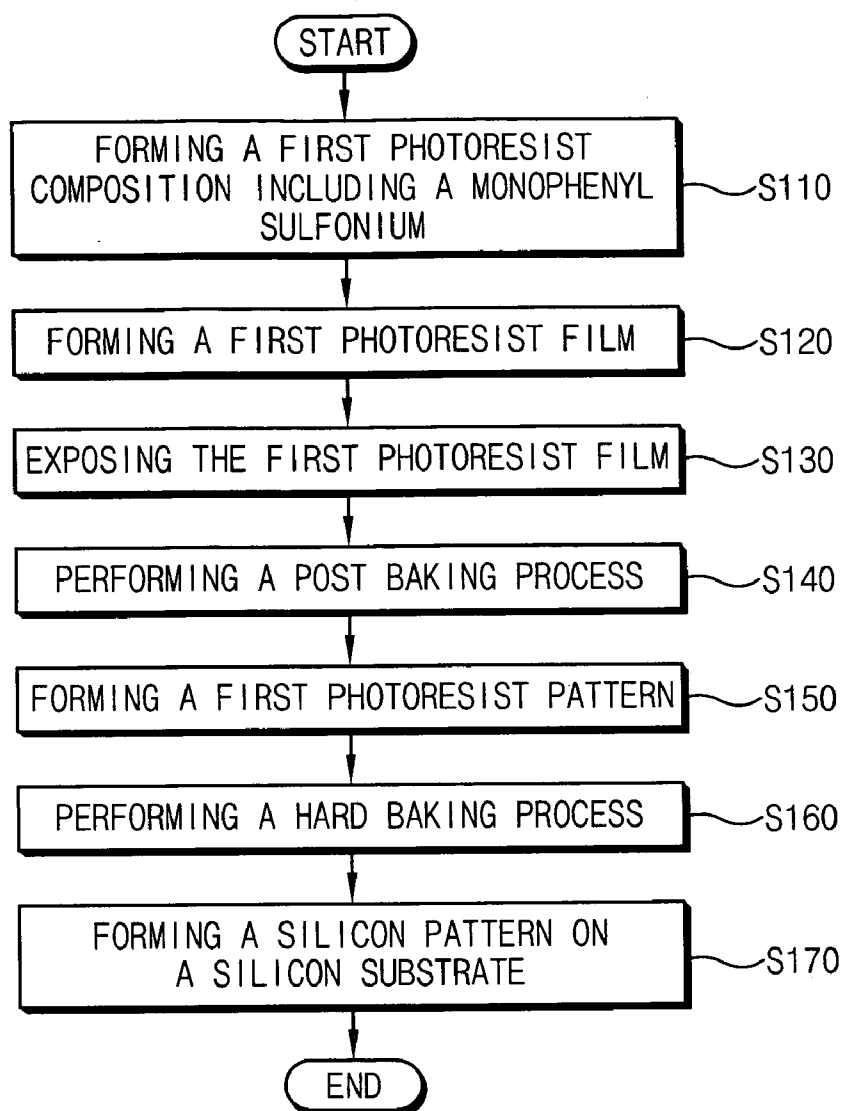 START
FORMING A FIRST PHOTORESIST
COMPOSITION INCLUDING A MONOPHENYL
SULFONIUM
S110
FORMING A FIRST PHOTORESIST FILM
S120
EXPOSING THE FIRST PHOTORESIST FILM
S130
PERFORMING A POST BAKING PROCESS
S140
FORMING A FIRST PHOTORESIST PATTERN
S150
PERFORMING A HARD BAKING PROCESS
S160
FORMING A SILICON PATTERN ON
A SILICON SUBSTRATE
S170
END